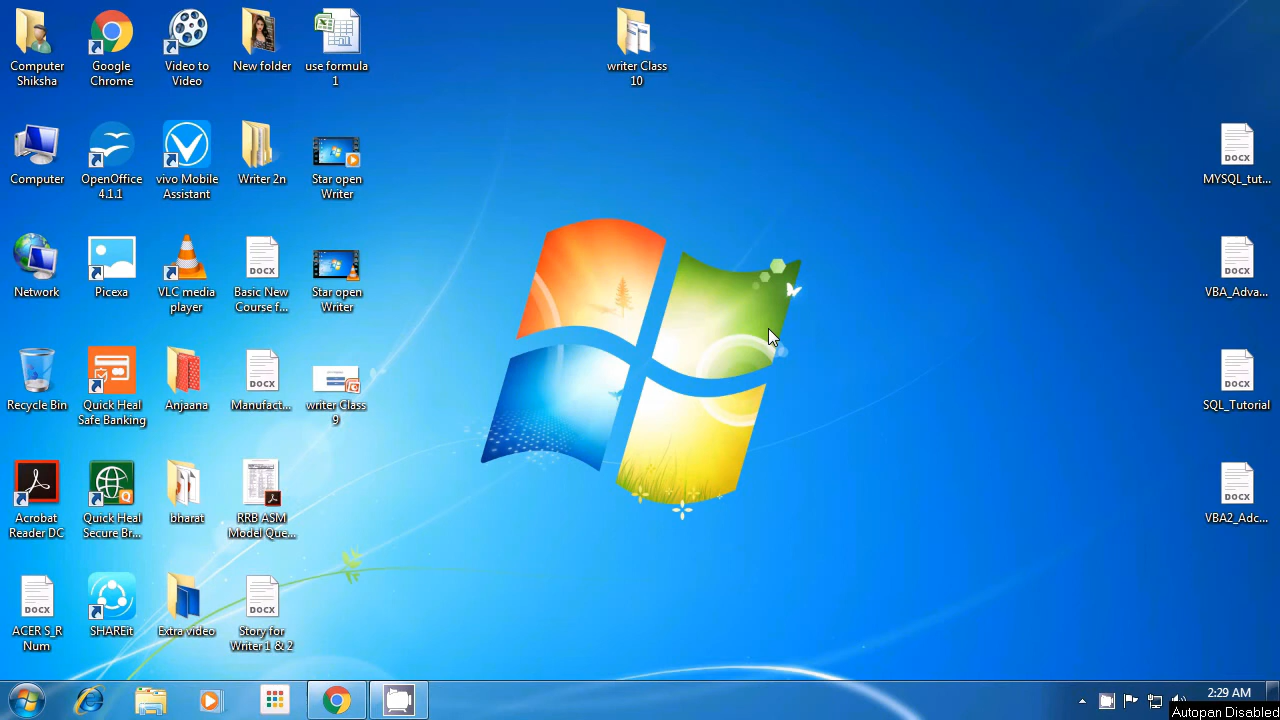 Computer
Shiksha
Google
Chrome
Video to
Video
New folder
use formula
1
writer Class
10
Computer
OpenOffice
4.1.1
vivo Mobile
Assistant
Writer 2n
Star open
Writer
DOCX
MYSQL_tut...
Network
Picexa
VLC media
player
DOCX
Basic New
Course f...
Star open
Writer
DOCX
VBA_Adva...
Recycle Bin
Quick Heal
Safe Banking
Anjaana
DOCX
Manufact...
writer Class
9
DOCX
SQL_Tutorial
Acrobat
Reader DC
Quick Heal
Secure Br...
bharat
RRB ASM
Model Que...
DOCX
VBA2_Adc...
DOCX
ACER S_R
Num
SHAREit
Extra video
DOCX
Story for
Writer 1 & 2
2:29 AM
Autopan Disabled